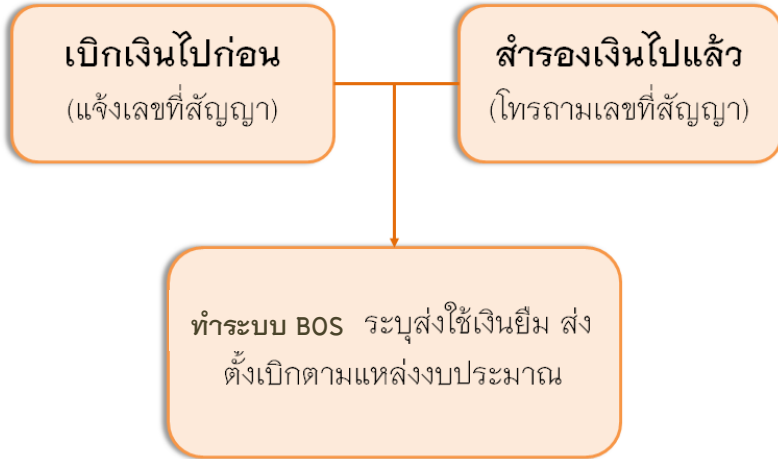 เบิกเงินไปก่อน
(แจ้งเลขที่สัญญา)
สำรองเงินไปแล้ว
(โทรถามเลขที่สัญญา)
ทำระบบ BOS ระบุส่งใช้เงินยืม ส่ง
ตั้งเบิกตามแหล่งงบประมาณ